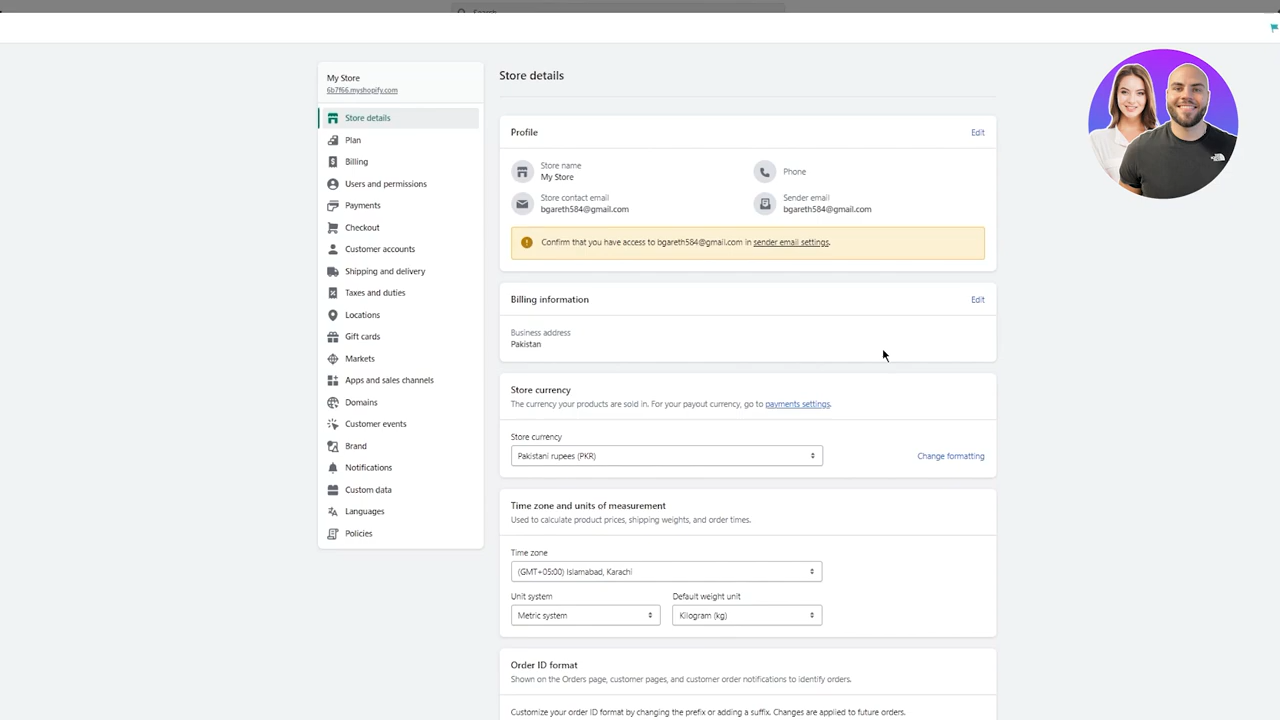 Search
My Store
6b7f66.myshopify.com
Store details
Plan
Billing
Users and permissions
Payments
Checkout
Customer accounts
Shipping and delivery
Taxes and duties
Locations
Gift cards
Markets
Apps and sales channels
Domains
Customer events
Brand
Notifications
Custom data
Languages
Policies
Store details
Profile
Edit
Store name
My Store
Phone
Store contact email
bgareth584@gmail.com
Sender email
bgareth584@gmail.com
Confirm that you have access to bgareth584@gmail.com in sender email settings.
Billing information
Edit
Business address
Pakistan
Store currency
The currency your products are sold in. For your payout currency, go to payments settings.
Store currency
Pakistani rupees (PKR)
Change formatting
Time zone and units of measurement
Used to calculate product prices, shipping weights, and order times.
Time zone
(GMT+05:00) Islamabad, Karachi
Unit system
Default weight unit
Metric system
Kilogram (kg)
Order ID format
Shown on the Orders page, customer pages, and customer order notifications to identify orders.
Customize your order ID format by changing the prefix or adding a suffix. Changes are applied to future orders.